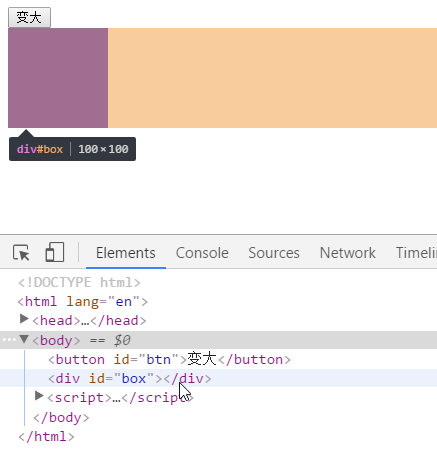 变大
div#box 100×100
Elements Console Sources Network Timelin
<!DOCTYPE html>
<html lang="en">
<head>…</head>
<body> == $0
<button id="btn">变大</button>
<div id="box"></div>
<script>…</script>
</body>
</html>